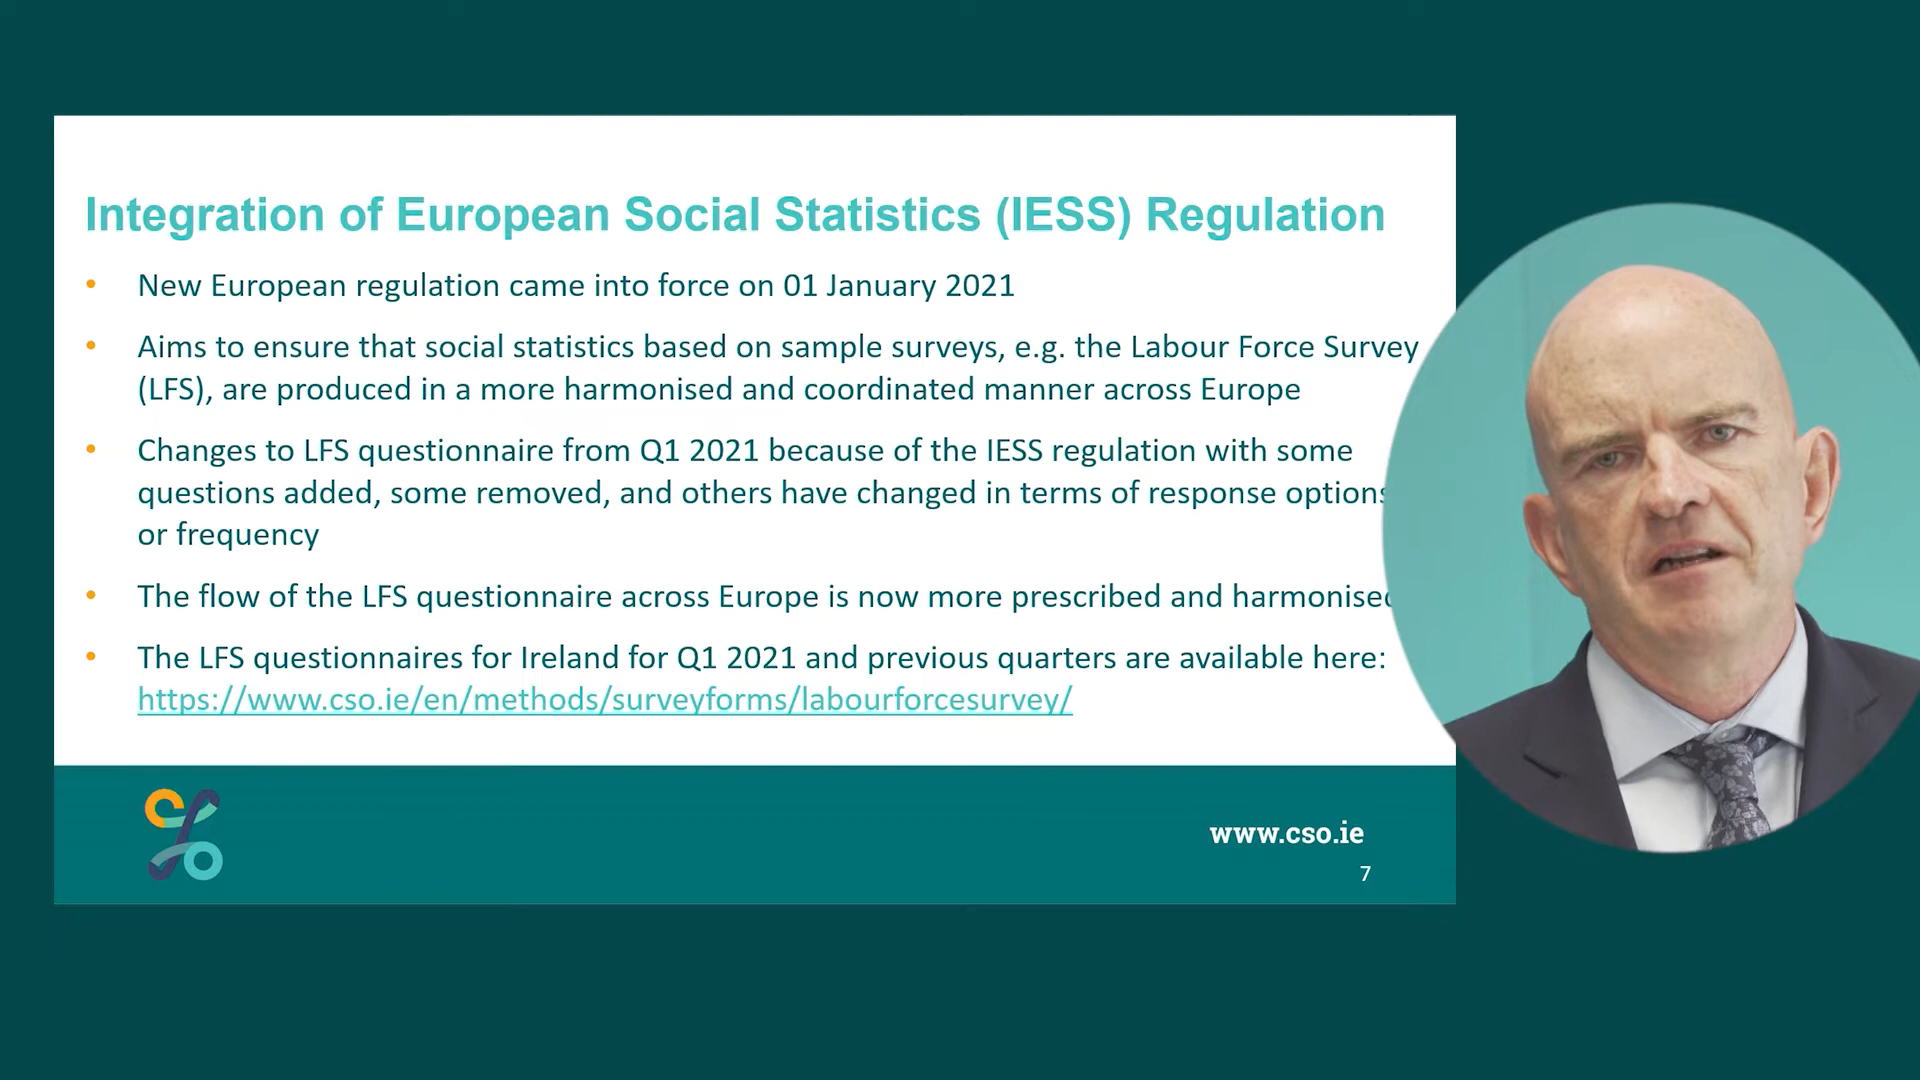 Integration of European Social Statistics (IESS) Regulation
• New European regulation came into force on 01 January 2021
• Aims to ensure that social statistics based on sample surveys, e.g. the Labour Force Survey
(LFS), are produced in a more harmonised and coordinated manner across Europe
• Changes to LFS questionnaire from Q1 2021 because of the IESS regulation with some
questions added, some removed, and others have changed in terms of response options
or frequency
• The flow of the LFS questionnaire across Europe is now more prescribed and harmonised
• The LFS questionnaires for Ireland for Q1 2021 and previous quarters are available here:
https://www.cso.ie/en/methods/surveyforms/labourforcesurvey/
www.cso.ie
7